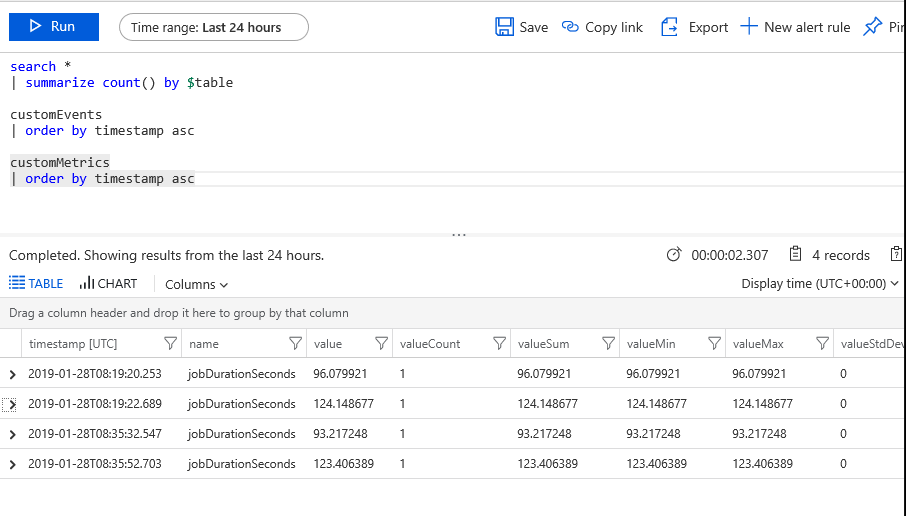 Run Time range: Last 24 hours Save Copy link Export New alert rule Pin
search *
| summarize count() by $table
customEvents
| order by timestamp asc
customMetrics
| order by timestamp asc
...
Completed. Showing results from the last 24 hours. 00:00:02.307 4 records
TABLE CHART Columns Display time (UTC+00:00)
Drag a column header and drop it here to group by that column
timestamp [UTC] name value valueCount valueSum valueMin valueMax valueStdDev
2019-01-28T08:19:20.253 jobDurationSeconds 96.079921 1 96.079921 96.079921 96.079921 0
2019-01-28T08:19:22.689 jobDurationSeconds 124.148677 1 124.148677 124.148677 124.148677 0
2019-01-28T08:35:32.547 jobDurationSeconds 93.217248 1 93.217248 93.217248 93.217248 0
2019-01-28T08:35:52.703 jobDurationSeconds 123.406389 1 123.406389 123.406389 123.406389 0